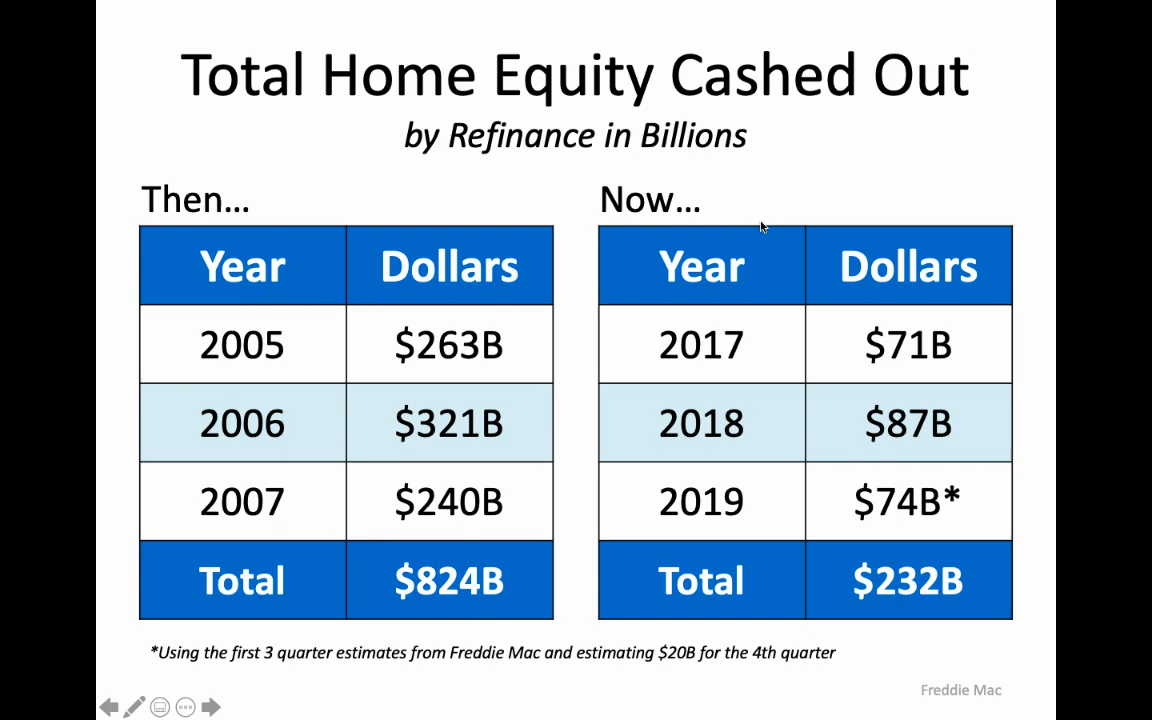 Total Home Equity Cashed Out
by Refinance in Billions
Then...
Year Dollars
2005 $263B
2006 $321B
2007 $240B
Total $824B
Now...
Year Dollars
2017 $71B
2018 $87B
2019 $74B*
Total $232B
*Using the first 3 quarter estimates from Freddie Mac and estimating $20B for the 4th quarter
Freddie Mac